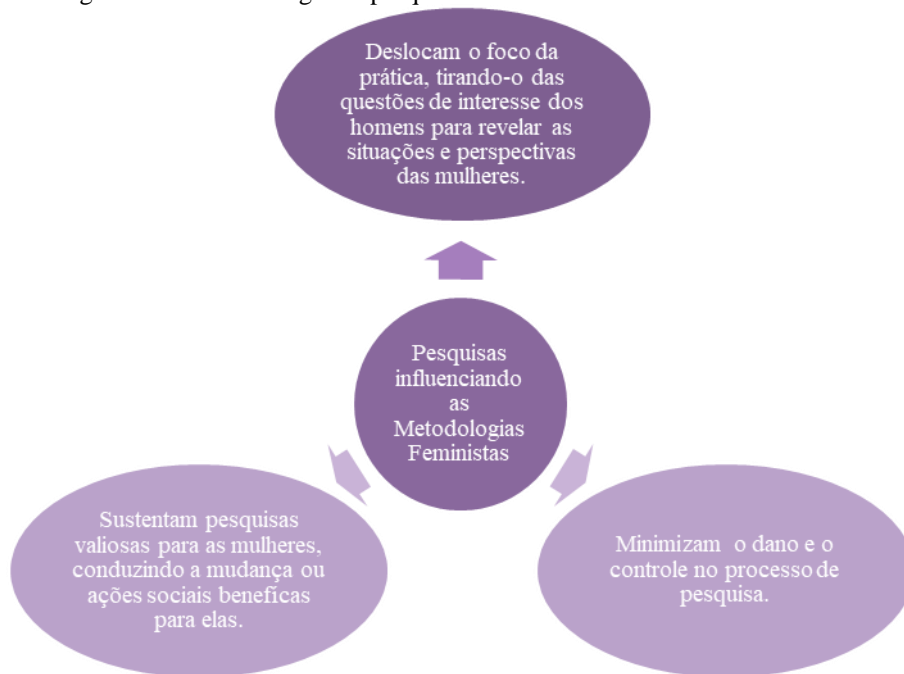 Deslocam o foco da
prática, tirando-o das
questões de interesse dos
homens para revelar as
situações e perspectivas
das mulheres.
Pesquisas
influenciando
as
Metodologias
Feministas
Sustentam pesquisas
valiosas para as mulheres,
conduzindo a mudança ou
ações sociais benefícas
para elas.
Minimizam o dano e o
controle no processo de
pesquisa.